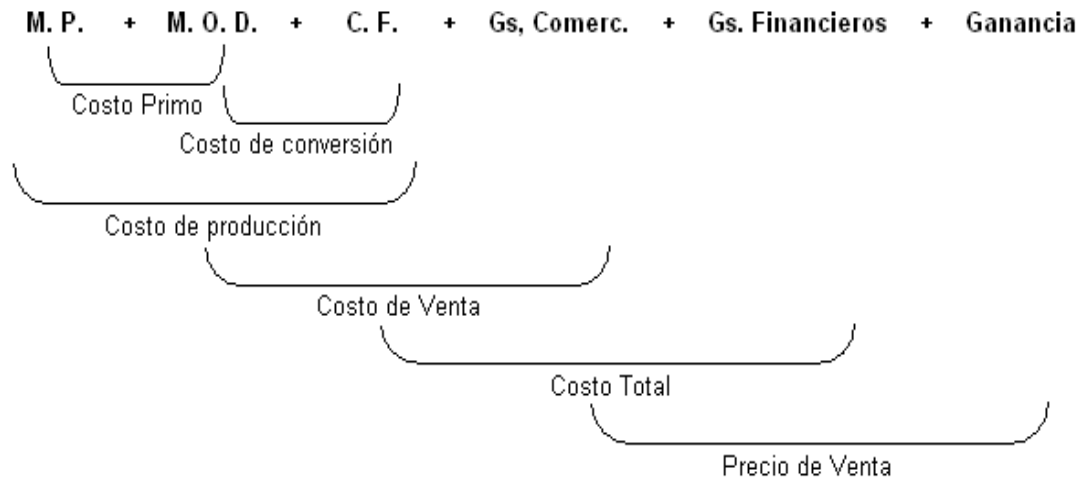 M. P. + M. O. D. + C. F. + Gs, Comerc. + Gs. Financieros + Ganancia
Costo Primo
Costo de conversión
Costo de producción
Costo de Venta
Costo Total
Precio de Venta